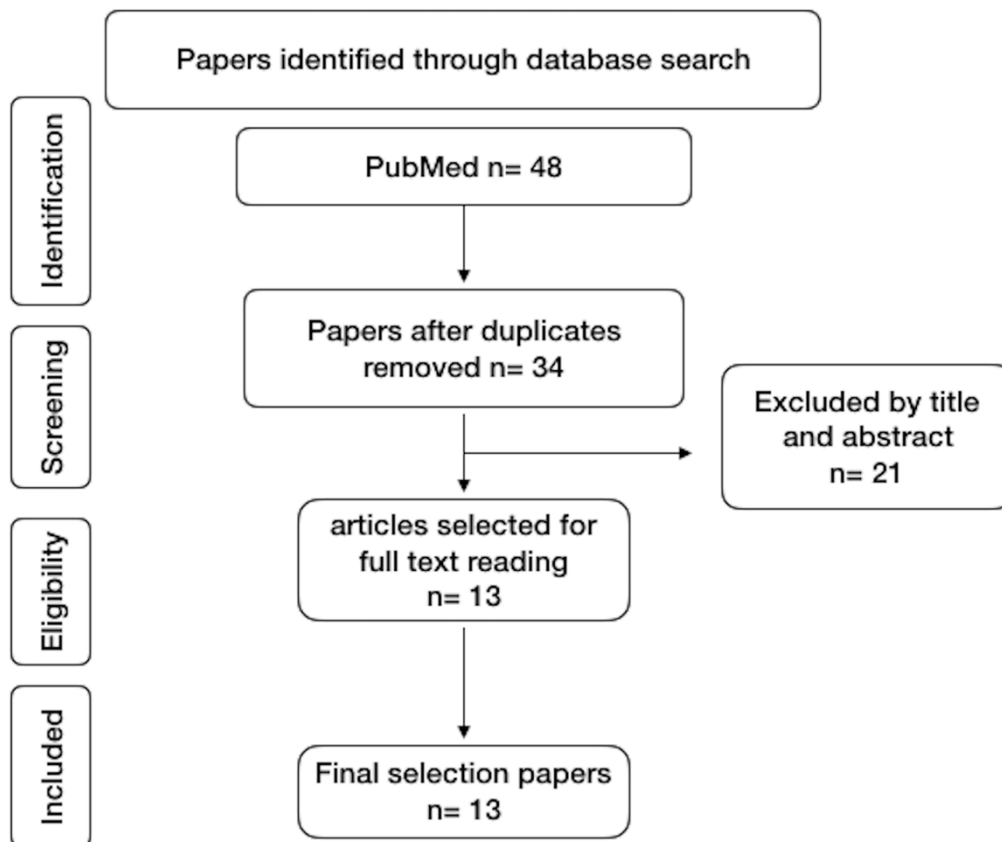 Papers identified through database search
Identification
PubMed n= 48
Papers after duplicates
removed n= 34
Screening
Excluded by title
and abstract
n= 21
articles selected for
full text reading
n= 13
Eligibility
Final selection papers
n= 13
Included